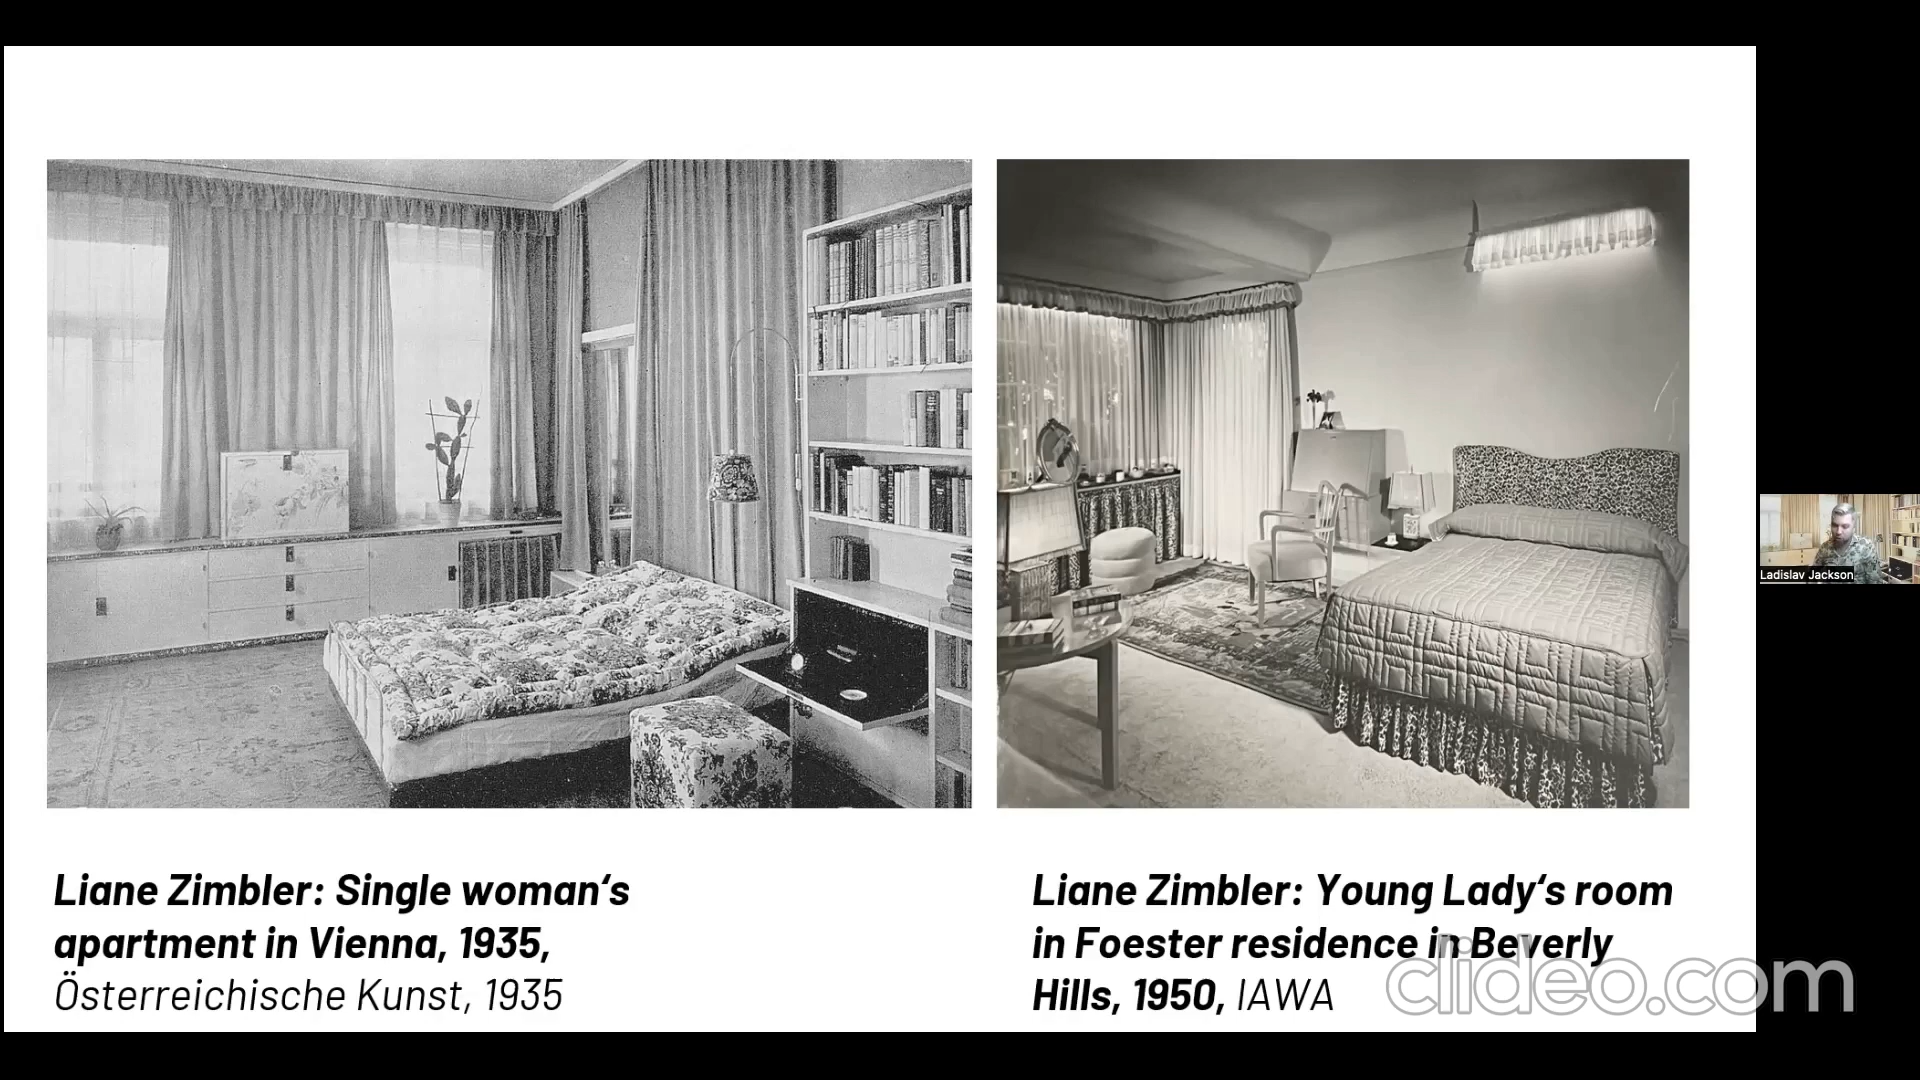 Liane Zimbler: Single woman‘s
apartment in Vienna, 1935,
Österreichische Kunst, 1935
Liane Zimbler: Young Lady‘s room
in Foester residence in Beverly
Hills, 1950, IAWA
Ladislav Jackson
clideo.com